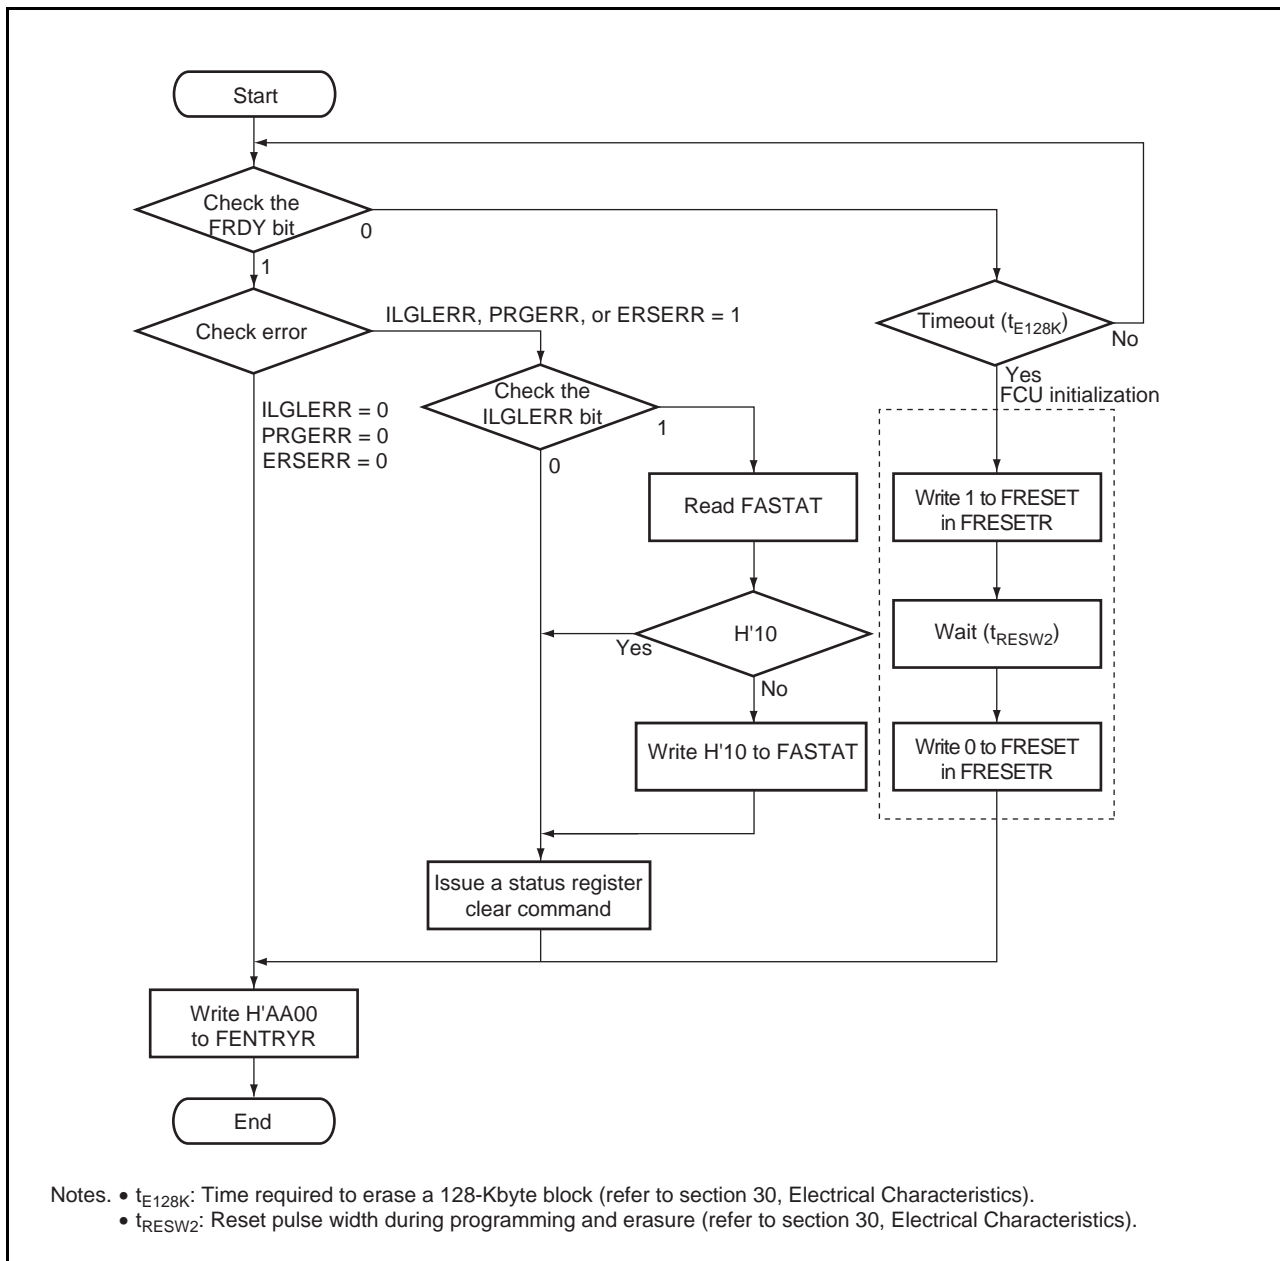 Start
Check the
FRDY bit
0
1
Check error
ILGLERR, PRGERR, or ERSERR = 1
Timeout (tE128K)
No
Yes
FCU initialization
ILGLERR = 0
PRGERR = 0
ERSERR = 0
Check the
ILGLERR bit
1
0
Read FASTAT
Write 1 to FRESET
in FRESETR
H'10
Yes
No
Wait (tRESW2)
Write H'10 to FASTAT
Write 0 to FRESET
in FRESETR
Issue a status register
clear command
Write H'AA00
to FENTRYR
End
Notes. • tE128K: Time required to erase a 128-Kbyte block (refer to section 30, Electrical Characteristics).
• tRESW2: Reset pulse width during programming and erasure (refer to section 30, Electrical Characteristics).